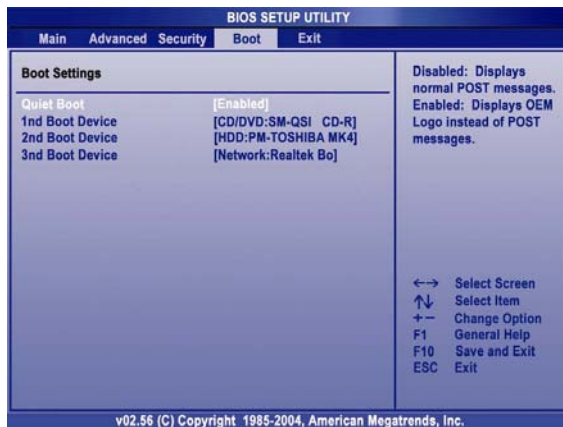 BIOS SETUP UTILITY
Main Advanced Security Boot Exit
Boot Settings
Quiet Boot [Enabled]
1nd Boot Device [CD/DVD:SM-QSI CD-R]
2nd Boot Device [HDD:PM-TOSHIBA MK4]
3nd Boot Device [Network:Realtek Bo]
Disabled: Displays
normal POST messages.
Enabled: Displays OEM
Logo instead of POST
messages.
←→ Select Screen
↑↓ Select Item
+− Change Option
F1 General Help
F10 Save and Exit
ESC Exit
v02.56 (C) Copyright 1985-2004, American Megatrends, Inc.